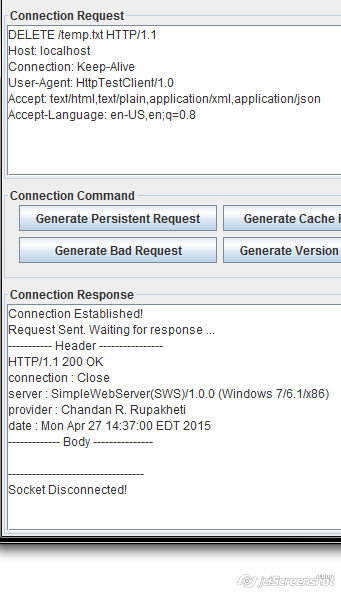 Connection Request
DELETE /temp.txt HTTP/1.1
Host: localhost
Connection: Keep-Alive
User-Agent: HttpTestClient/1.0
Accept: text/html,text/plain,application/xml,application/json
Accept-Language: en-US,en;q=0.8
Connection Command
Generate Persistent Request Generate Cache
Generate Bad Request Generate Version
Connection Response
Connection Established!
Request Sent. Waiting for response ...
----------- Header ----------------
HTTP/1.1 200 OK
connection : Close
server : SimpleWebServer(SWS)/1.0.0 (Windows 7/6.1/x86)
provider : Chandan R. Rupakheti
date : Mon Apr 27 14:37:00 EDT 2015
------------- Body ---------------
----------------------------------
Socket Disconnected!
jetScreenshot .com